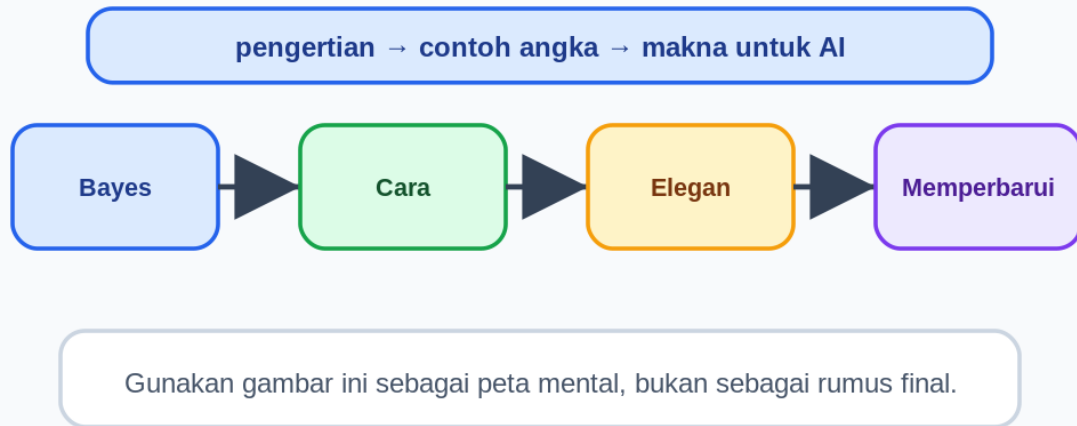 pengertian → contoh angka → makna untuk AI
Bayes
Cara
Elegan
Memperbarui
Gunakan gambar ini sebagai peta mental, bukan sebagai rumus final.